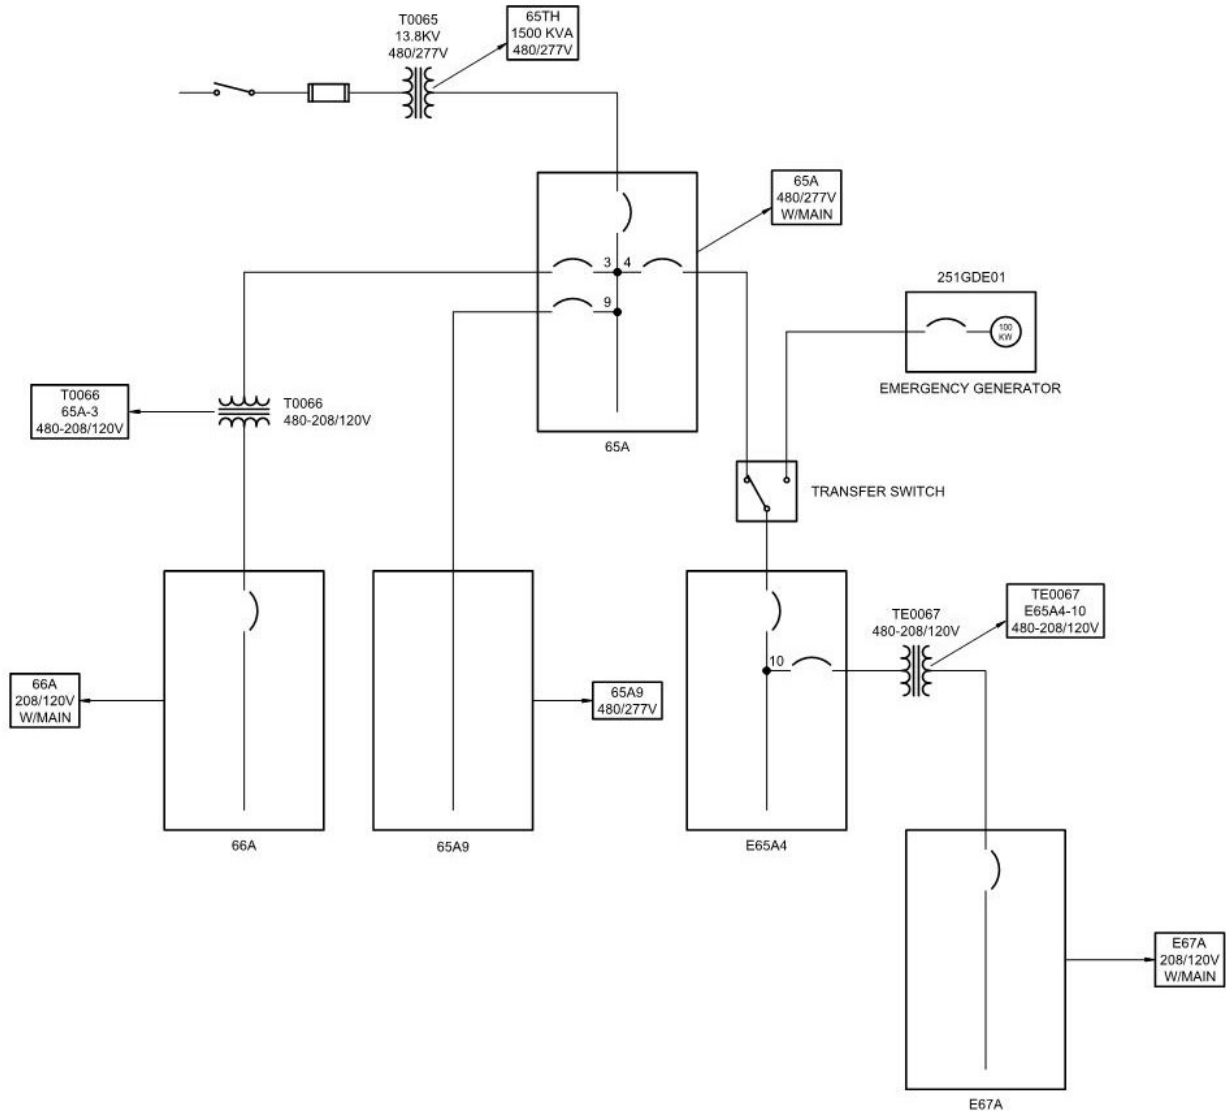 T0065
13.8KV
480/277V
65TH
1500 KVA
480/277V
65A
480/277V
W/MAIN
3
4
9
251GDE01
100
KW
EMERGENCY GENERATOR
T0066
65A-3
480-208/120V
T0066
480-208/120V
65A
TRANSFER SWITCH
TE0067
480-208/120V
TE0067
E65A4-10
480-208/120V
10
66A
208/120V
W/MAIN
65A9
480/277V
66A
65A9
E65A4
E67A
208/120V
W/MAIN
E67A